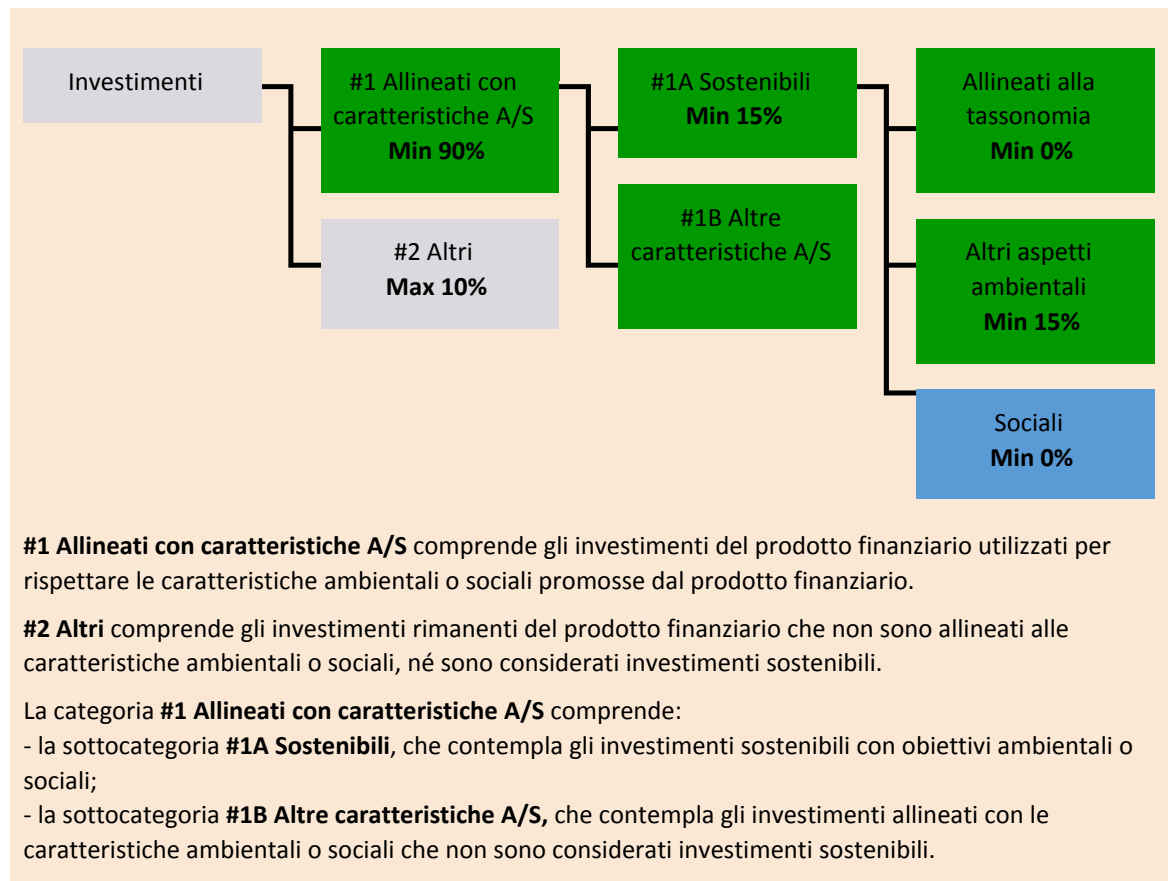 Investimenti
#1 Allineati con
caratteristiche A/S
Min 90%
#2 Altri
Max 10%
#1A Sostenibili
Min 15%
#1B Altre
caratteristiche A/S
Allineati alla
tassonomia
Min 0%
Altri aspetti
ambientali
Min 15%
Sociali
Min 0%
#1 Allineati con caratteristiche A/S comprende gli investimenti del prodotto finanziario utilizzati per
rispettare le caratteristiche ambientali o sociali promosse dal prodotto finanziario.
#2 Altri comprende gli investimenti rimanenti del prodotto finanziario che non sono allineati alle
caratteristiche ambientali o sociali, né sono considerati investimenti sostenibili.
La categoria #1 Allineati con caratteristiche A/S comprende:
- la sottocategoria #1A Sostenibili, che contempla gli investimenti sostenibili con obiettivi ambientali o
sociali;
- la sottocategoria #1B Altre caratteristiche A/S, che contempla gli investimenti allineati con le
caratteristiche ambientali o sociali che non sono considerati investimenti sostenibili.